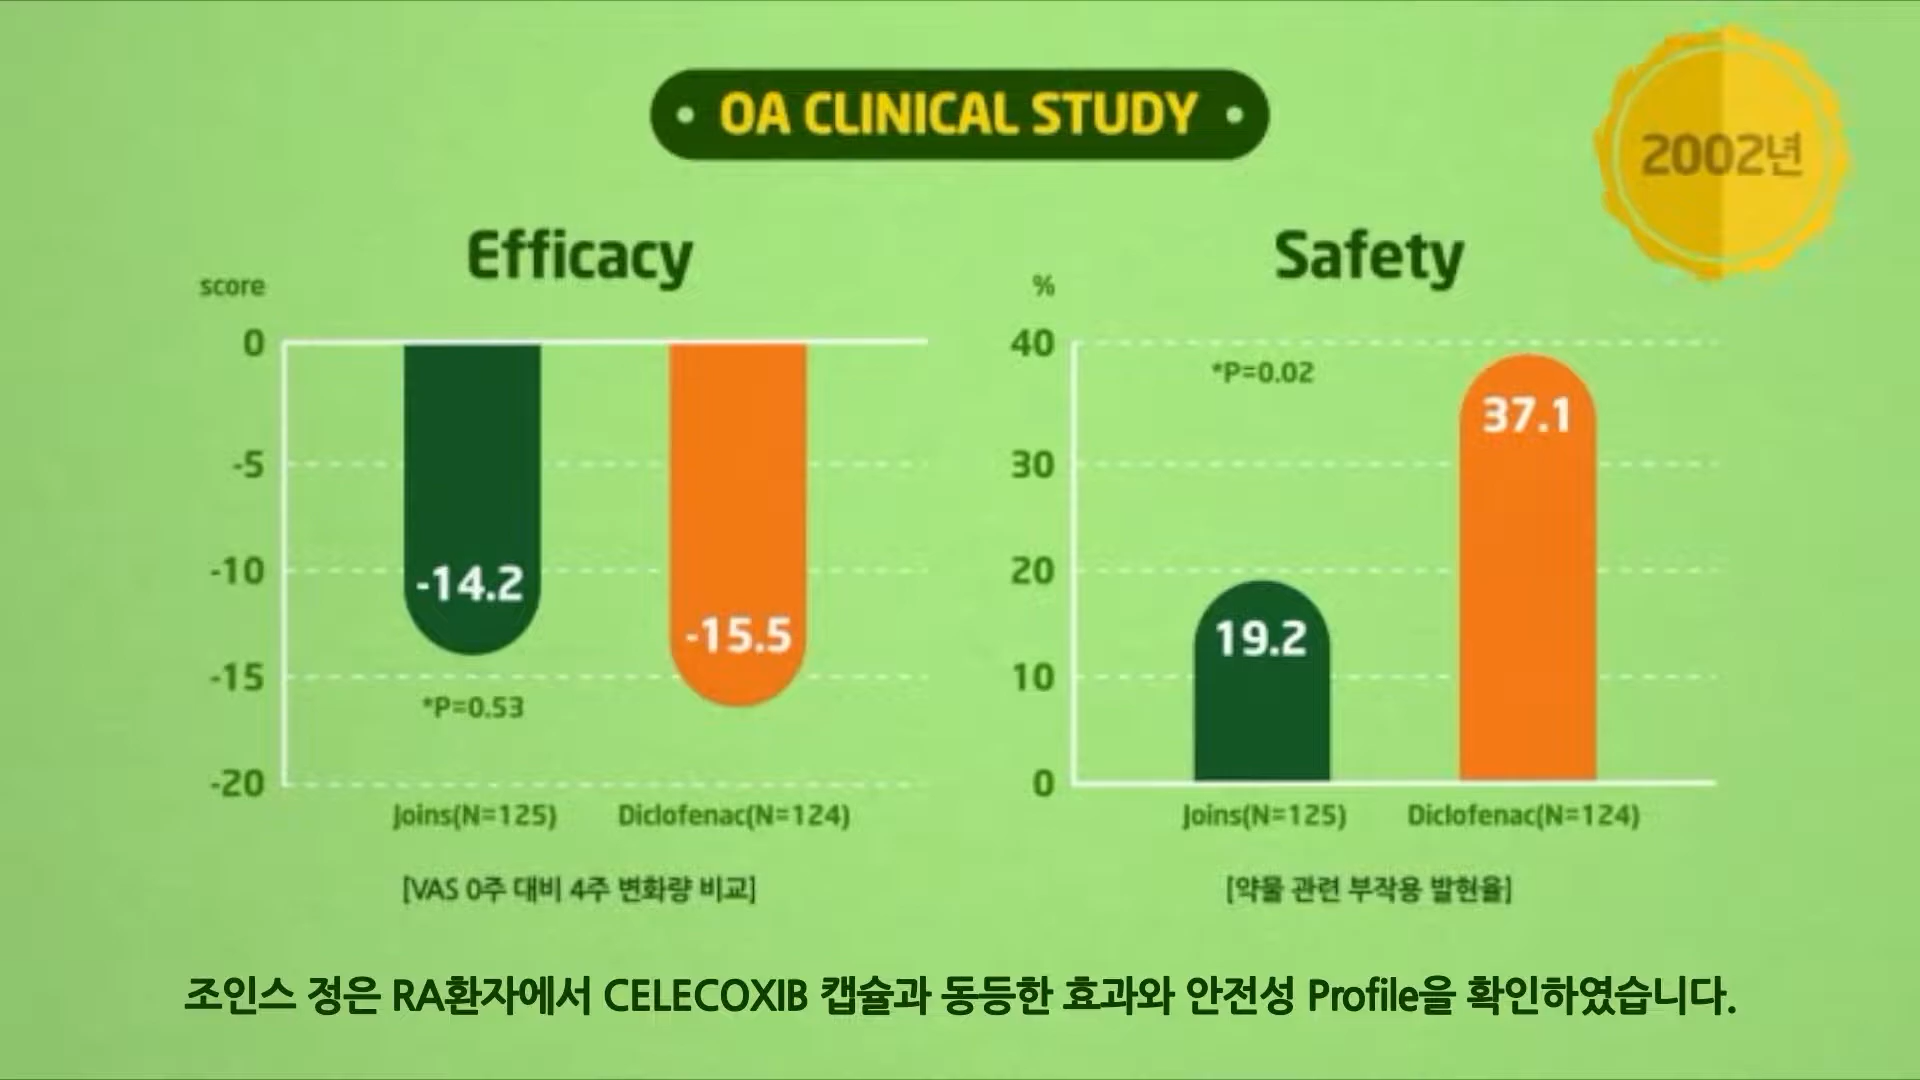 OA CLINICAL STUDY
2002년
Efficacy
score
0
-5
-10
-15
-20
-14.2
-15.5
*P=0.53
Joins(N=125)
Diclofenac(N=124)
[VAS 0주 대비 4주 변화량 비교]
Safety
%
40
30
20
10
0
*P=0.02
19.2
37.1
Joins(N=125)
Diclofenac(N=124)
[약물 관련 부작용 발현율]
조인스 정은 RA환자에서 CELECOXIB 캡슐과 동등한 효과와 안전성 Profile을 확인하였습니다.